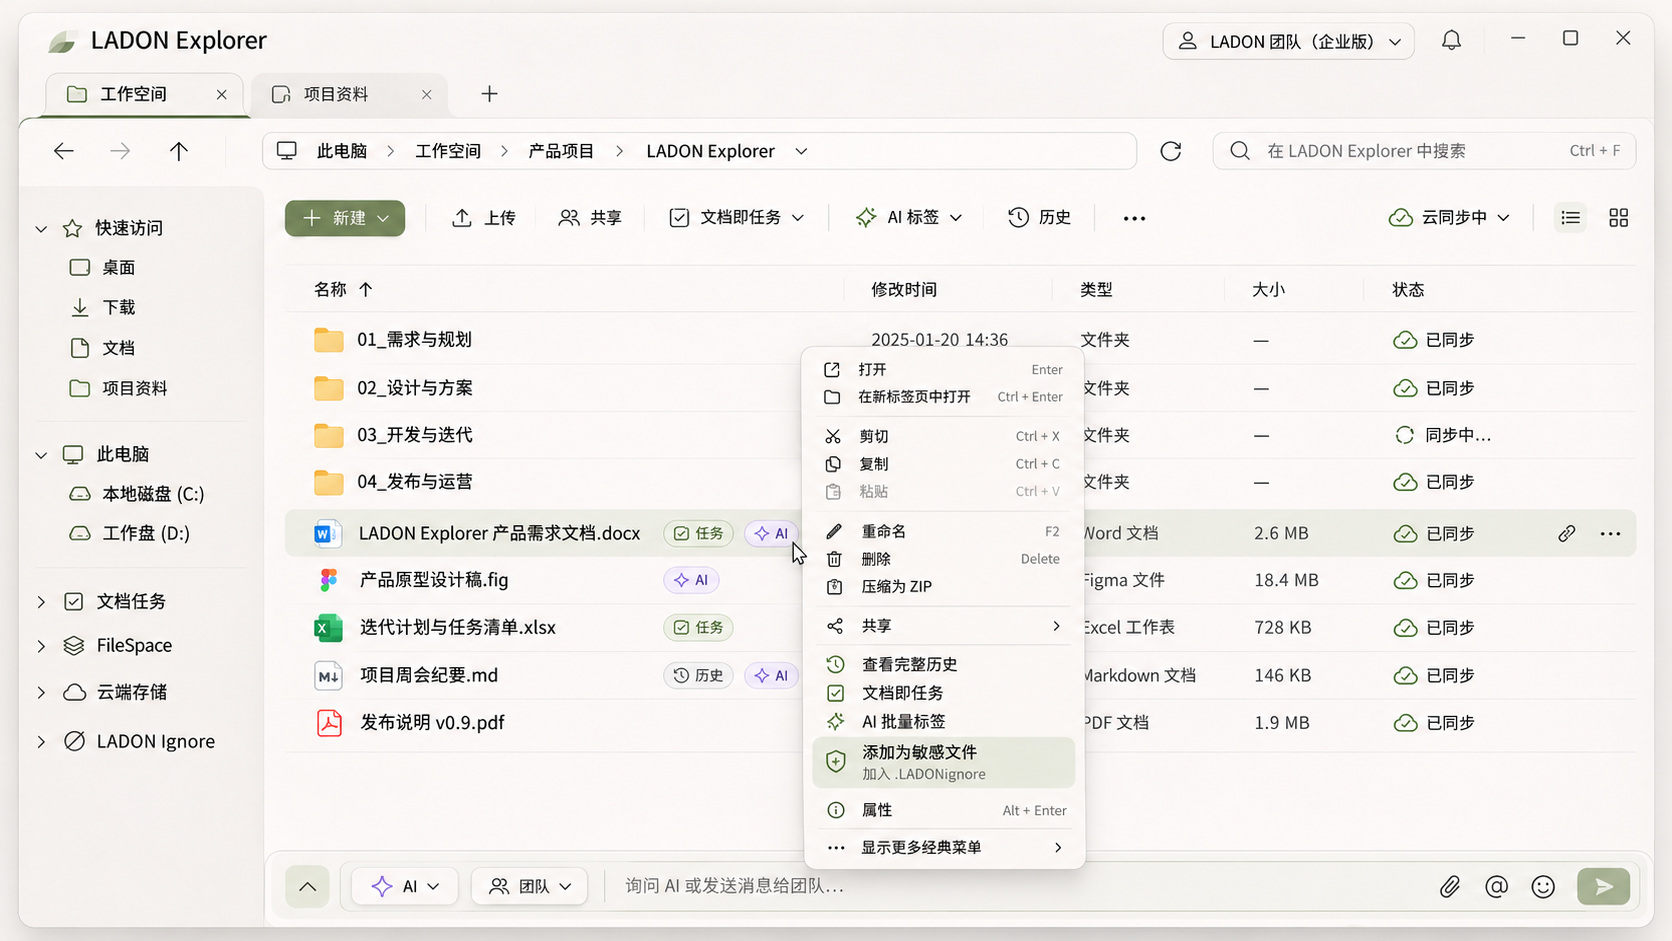 LADON Explorer
LADON 团队（企业版）
工作空间
项目资料
此电脑 > 工作空间 > 产品项目 > LADON Explorer
在 LADON Explorer 中搜索 Ctrl + F
快速访问
桌面
下载
文档
项目资料
此电脑
本地磁盘 (C:)
工作盘 (D:)
文档任务
FileSpace
云端存储
LADON Ignore
新建 上传 共享 文档即任务 AI 标签 历史 云同步中
名称 修改时间 类型 大小 状态
01_需求与规划 2025-01-20 14:36 文件夹 — 已同步
02_设计与方案 文件夹 — 已同步
03_开发与迭代 文件夹 — 同步中...
04_发布与运营 文件夹 — 已同步
W LADON Explorer 产品需求文档.docx 任务 AI Word 文档 2.6 MB 已同步
产品原型设计稿.fig AI Figma 文件 18.4 MB 已同步
X 迭代计划与任务清单.xlsx 任务 Excel 工作表 728 KB 已同步
M↓ 项目周会纪要.md 历史 AI Markdown 文档 146 KB 已同步
发布说明 v0.9.pdf PDF 文档 1.9 MB 已同步
打开 Enter
在新标签页中打开 Ctrl + Enter
剪切 Ctrl + X
复制 Ctrl + C
粘贴 Ctrl + V
重命名 F2
删除 Delete
压缩为 ZIP
共享
查看完整历史
文档即任务
AI 批量标签
添加为敏感文件
加入 .LADONignore
属性 Alt + Enter
显示更多经典菜单
AI 团队 询问 AI 或发送消息给团队...